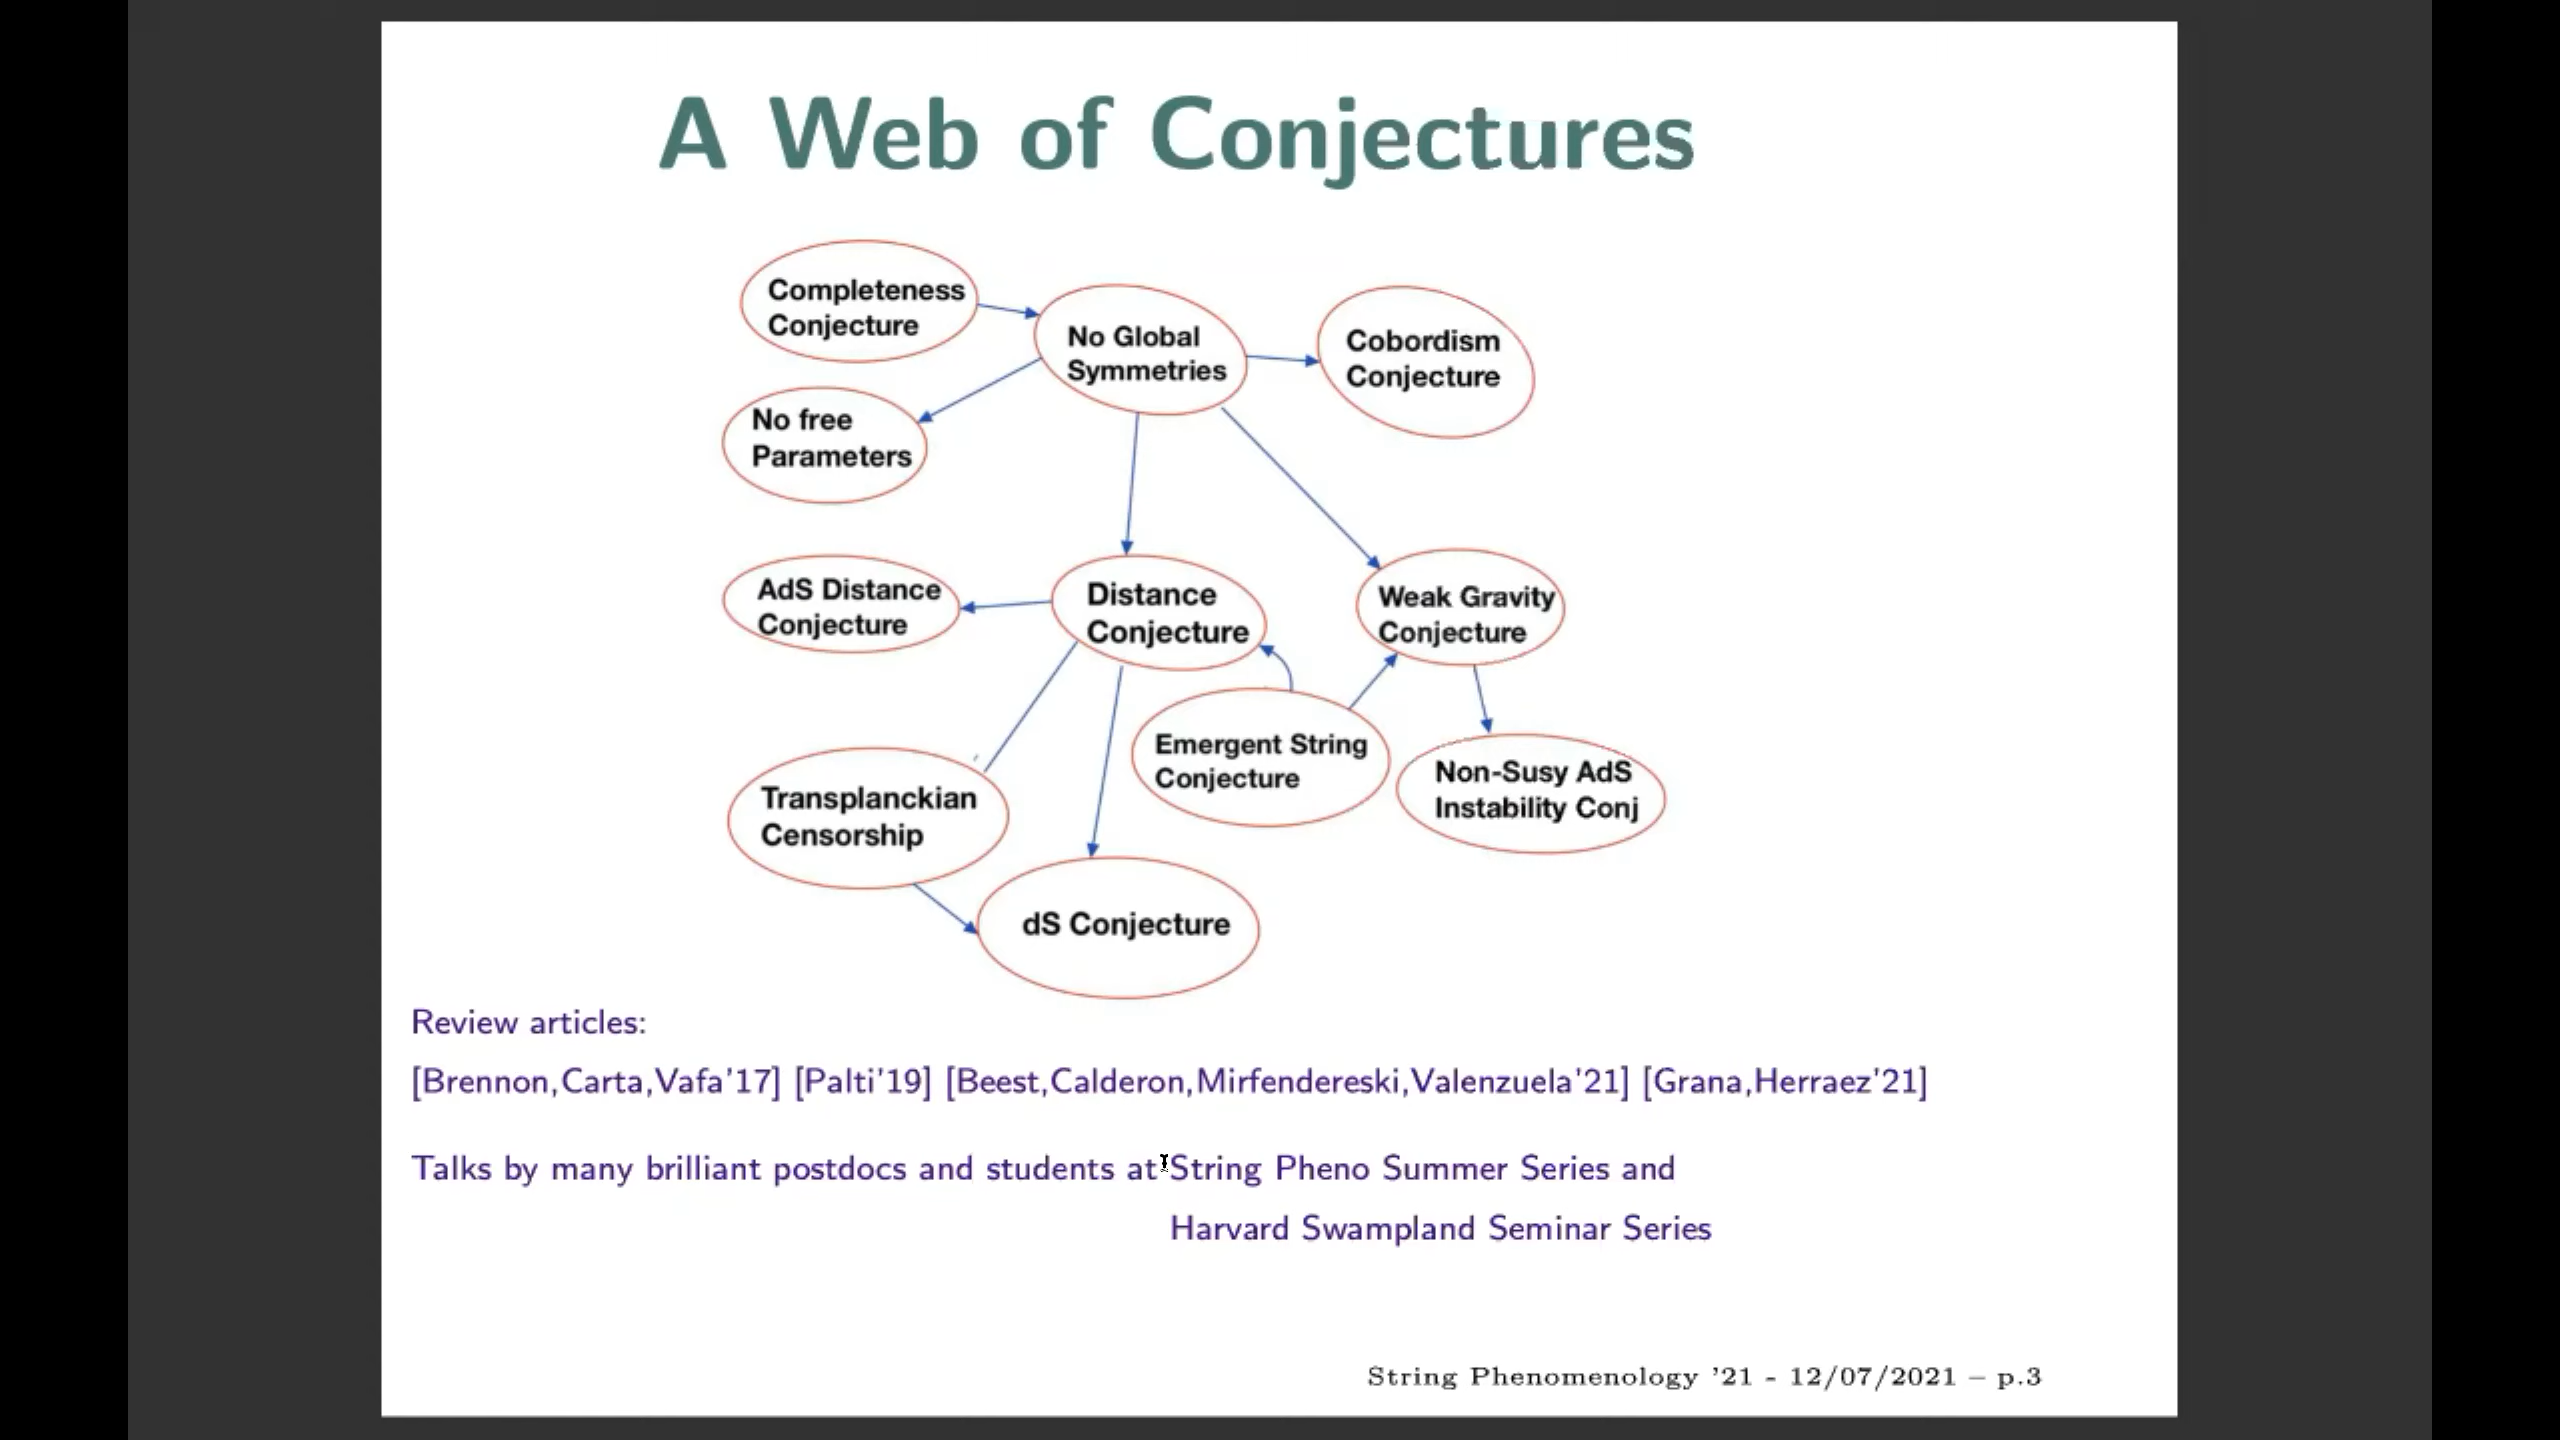 A Web of Conjectures
Completeness
Conjecture
No Global
Symmetries
Cobordism
Conjecture
No free
Parameters
AdS Distance
Conjecture
Distance
Conjecture
Weak Gravity
Conjecture
Emergent String
Conjecture
Non-Susy AdS
Instability Conj
Transplanckian
Censorship
dS Conjecture
Review articles:
[Brennon,Carta,Vafa'17] [Palti'19] [Beest,Calderon,Mirfendereski,Valenzuela'21] [Grana,Herraez'21]
Talks by many brilliant postdocs and students at String Pheno Summer Series and
Harvard Swampland Seminar Series
String Phenomenology '21 - 12/07/2021 – p.3